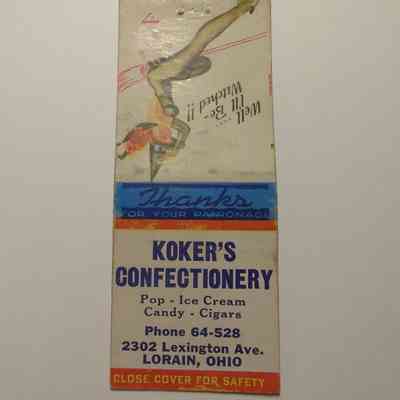 Well
.... I'll Be-
Watched!!
Thanks
FOR YOUR PATRONAGE
KOKER'S
CONFECTIONERY
Pop - Ice Cream
Candy - Cigars
Phone 64-528
2302 Lexington Ave.
LORAIN, OHIO
CLOSE COVER FOR SAFETY